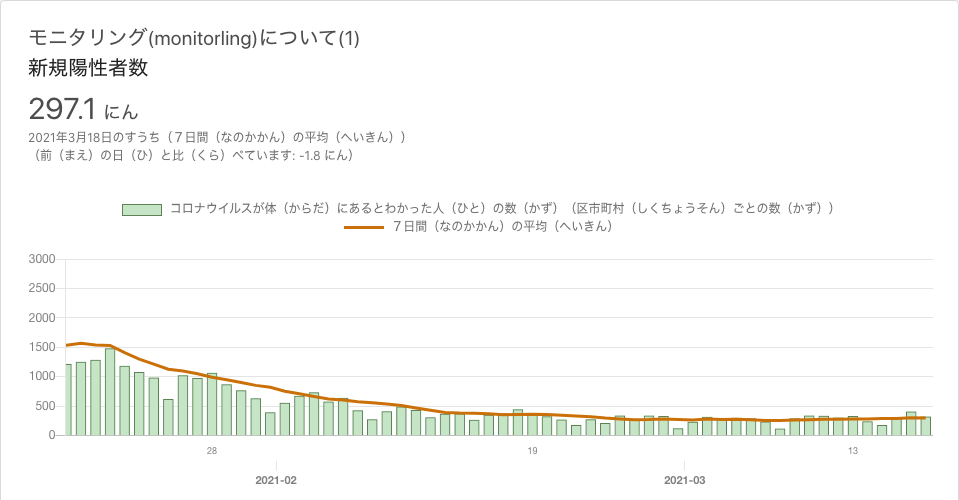 モニタリング(monitorling)について(1)
新規陽性者数
297.1 にん
2021年3月18日のすうち（７日間（なのかかん）の平均（へいきん））
（前（まえ）の日（ひ）と比（くら）べています: -1.8 にん）
コロナウイルスが体（からだ）にあるとわかった人（ひと）の数（かず）（区市町村（しくちょうそん）ごとの数（かず））
７日間（なのかかん）の平均（へいきん）
3000
2500
2000
1500
1000
500
0
28 19 13
2021-02 2021-03